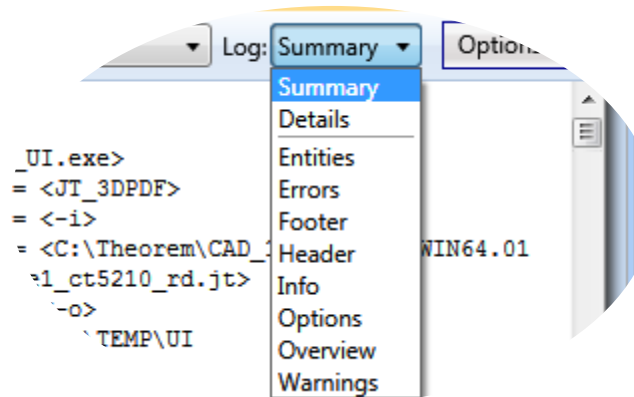 Log: Summary Options
Summary
Details
Entities
Errors
Footer
Header
Info
Options
Overview
Warnings
_UI.exe>
= <JT_3DPDF>
= <-i>
= <C:\Theorem\CAD_ WIN64.01
_ct5210_rd.jt>
-o>
TEMP\UI